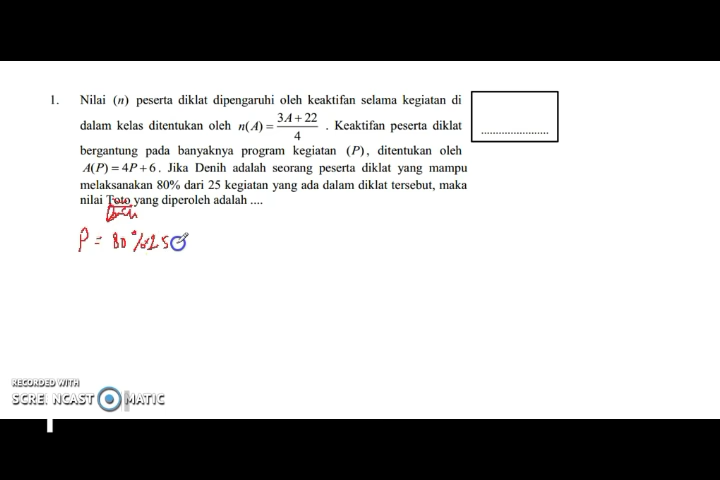 1. Nilai (n) peserta diklat dipengaruhi oleh keaktifan selama kegiatan di
dalam kelas ditentukan oleh n(A) = (3A + 22)/4 . Keaktifan peserta diklat
bergantung pada banyaknya program kegiatan (P), ditentukan oleh
A(P) = 4P + 6 . Jika Denih adalah seorang peserta diklat yang mampu
melaksanakan 80% dari 25 kegiatan yang ada dalam diklat tersebut, maka
nilai Toto yang diperoleh adalah ....
.......................
P = 80% x 25
RECORDED WITH
SCREENCAST MATIC